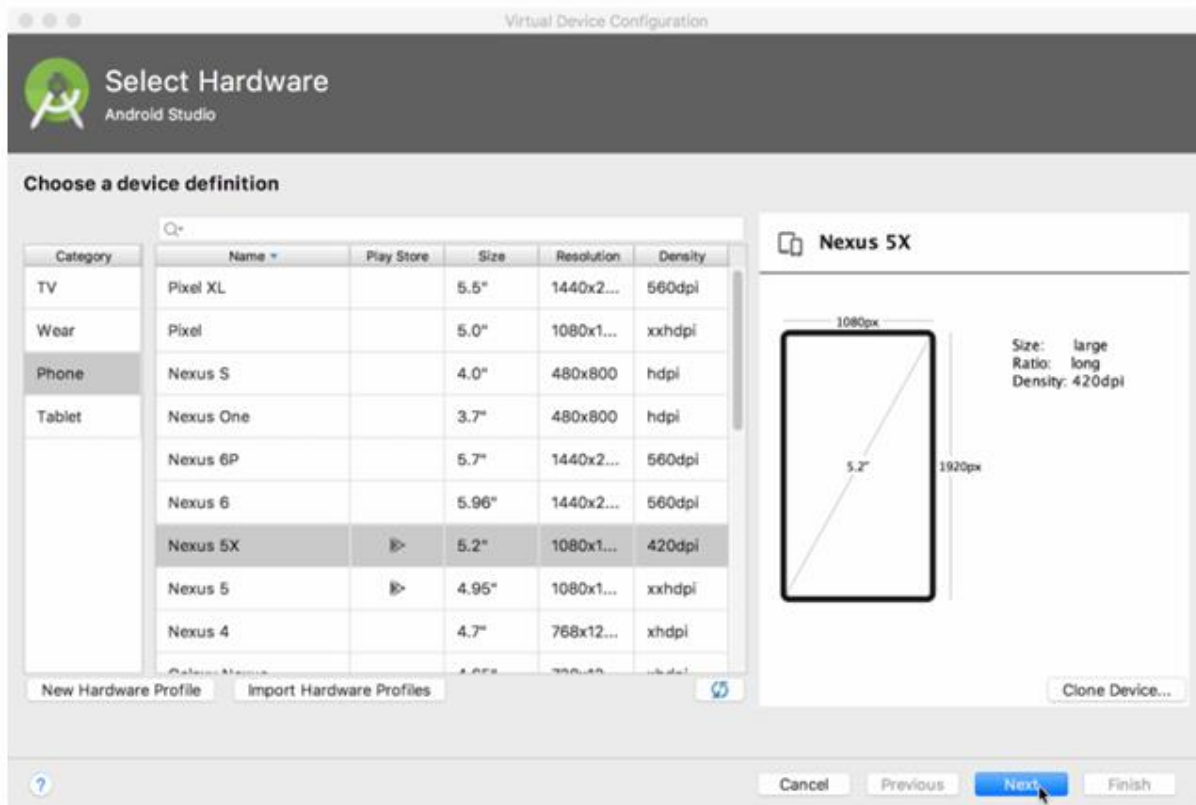 Virtual Device Configuration
Select Hardware
Android Studio
Choose a device definition
Category
TV
Wear
Phone
Tablet
Name Play Store Size Resolution Density
Pixel XL 5.5" 1440x2... 560dpi
Pixel 5.0" 1080x1... xxhdpi
Nexus S 4.0" 480x800 hdpi
Nexus One 3.7" 480x800 hdpi
Nexus 6P 5.7" 1440x2... 560dpi
Nexus 6 5.96" 1440x2... 560dpi
Nexus 5X 5.2" 1080x1... 420dpi
Nexus 5 4.95" 1080x1... xxhdpi
Nexus 4 4.7" 768x12... xhdpi
New Hardware Profile Import Hardware Profiles
Nexus 5X
1080px
Size: large
Ratio: long
Density: 420dpi
5.2" 1920px
Clone Device...
? Cancel Previous Next Finish